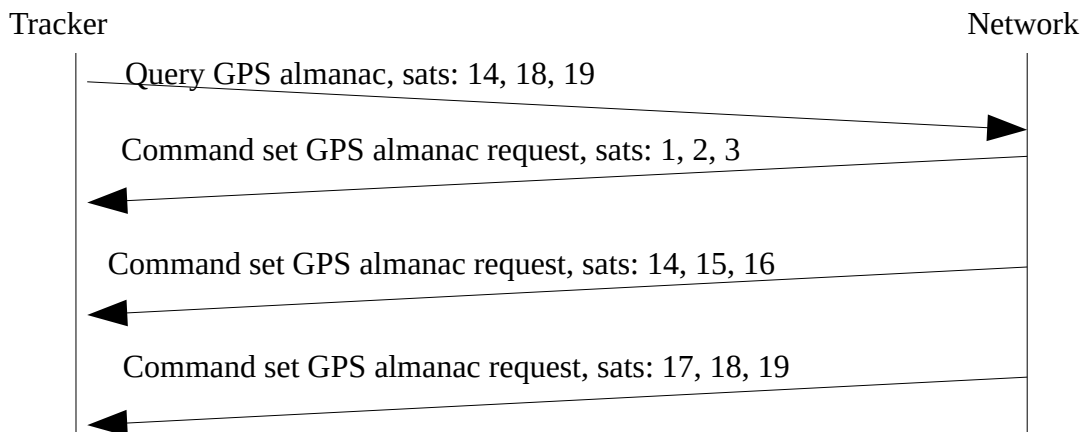 Tracker
Network
Query GPS almanac, sats: 14, 18, 19
Command set GPS almanac request, sats: 1, 2, 3
Command set GPS almanac request, sats: 14, 15, 16
Command set GPS almanac request, sats: 17, 18, 19